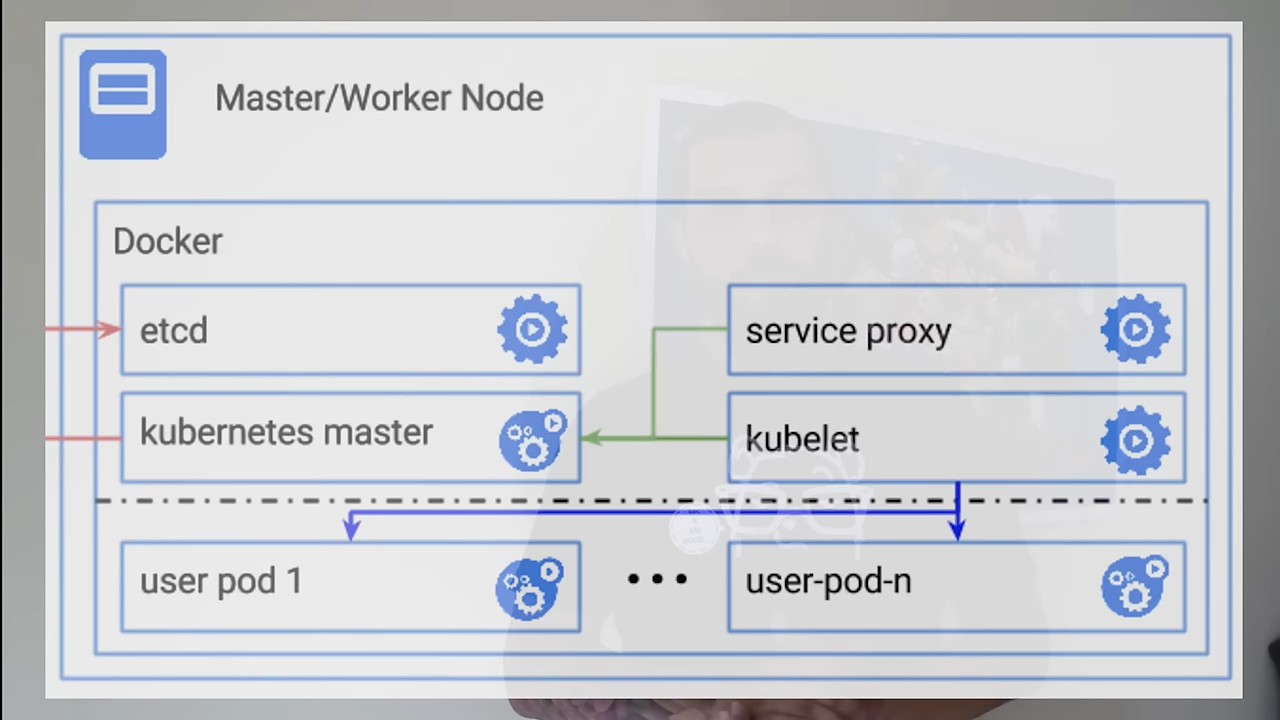 Master/Worker Node
Docker
etcd
service proxy
kubernetes master
kubelet
user pod 1
user-pod-n